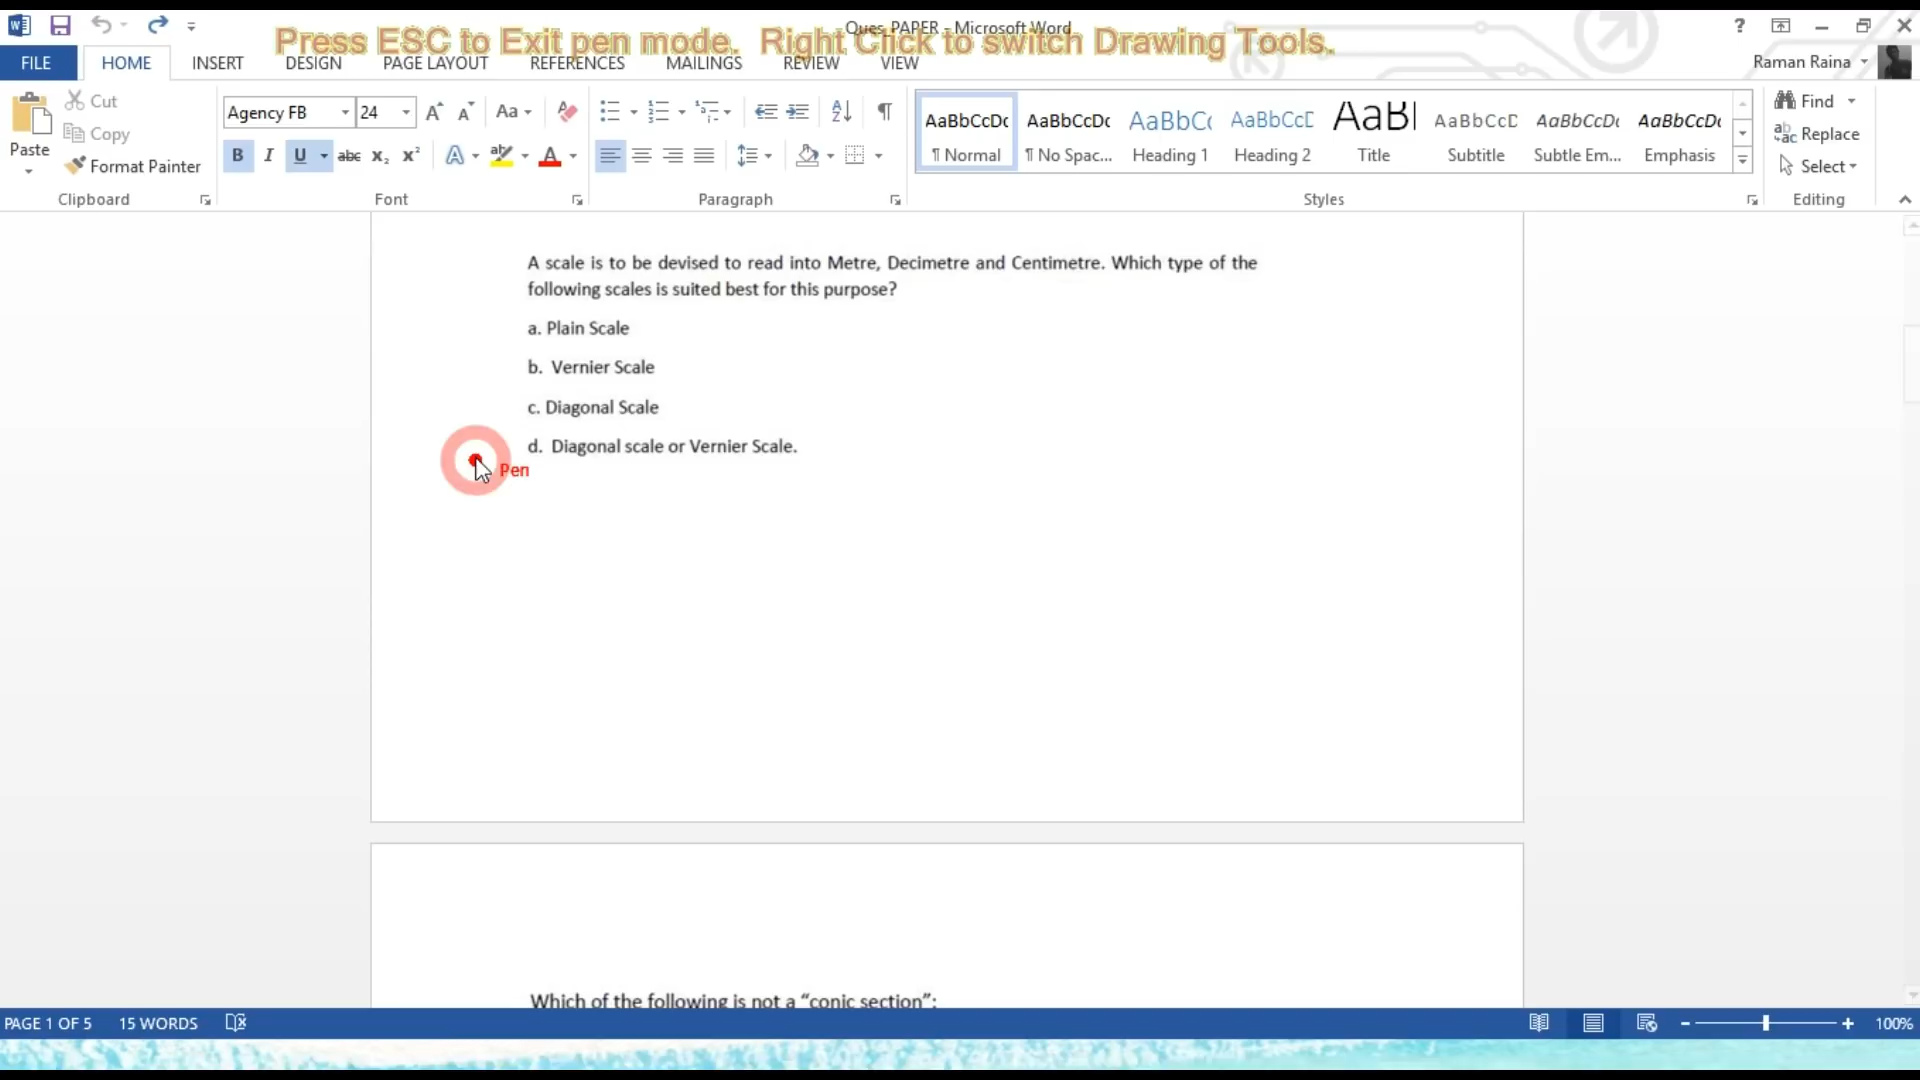 Ques_PAPER - Microsoft Word
Press ESC to Exit pen mode. Right Click to switch Drawing Tools.
FILE HOME INSERT DESIGN PAGE LAYOUT REFERENCES MAILINGS REVIEW VIEW Raman Raina
Paste
Cut
Copy
Format Painter
Clipboard
Agency FB 24
Font
Paragraph
AaBbCcDc AaBbCcDc AaBbC( AaBbCcD AaBl AaBbCcD AaBbCcDc AaBbCcDc
¶ Normal ¶ No Spac... Heading 1 Heading 2 Title Subtitle Subtle Em... Emphasis
Styles
Find
Replace
Select
Editing
A scale is to be devised to read into Metre, Decimetre and Centimetre. Which type of the
following scales is suited best for this purpose?
a. Plain Scale
b. Vernier Scale
c. Diagonal Scale
d. Diagonal scale or Vernier Scale.
Pen
Which of the following is not a “conic section”:
PAGE 1 OF 5 15 WORDS 100%